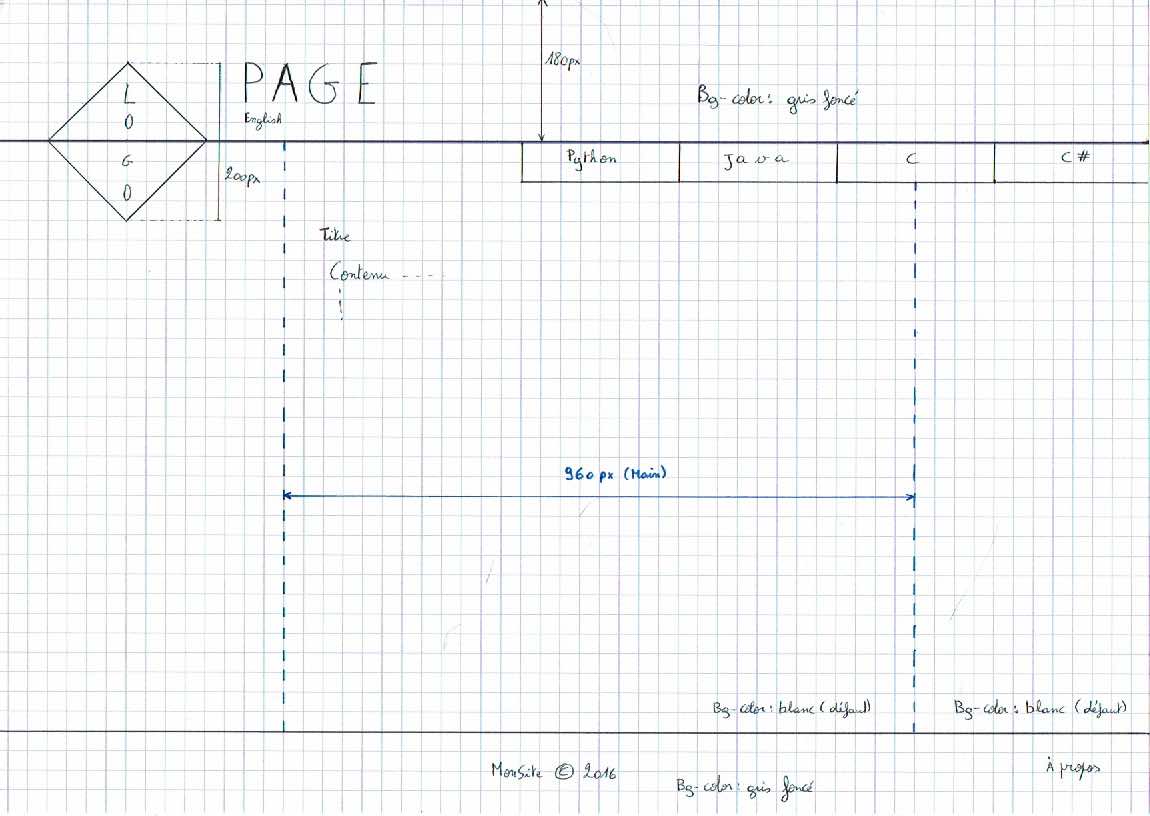 180px
L
O
G
O
PAGE
English
Bg-color: gris foncé
200px
Python
Java
C
C#
Titre
Contenu ----
960 px (Main)
Bg-color: blanc (défaut)
Bg-color: blanc (défaut)
MonSite © 2016
À propos
Bg-color: gris foncé